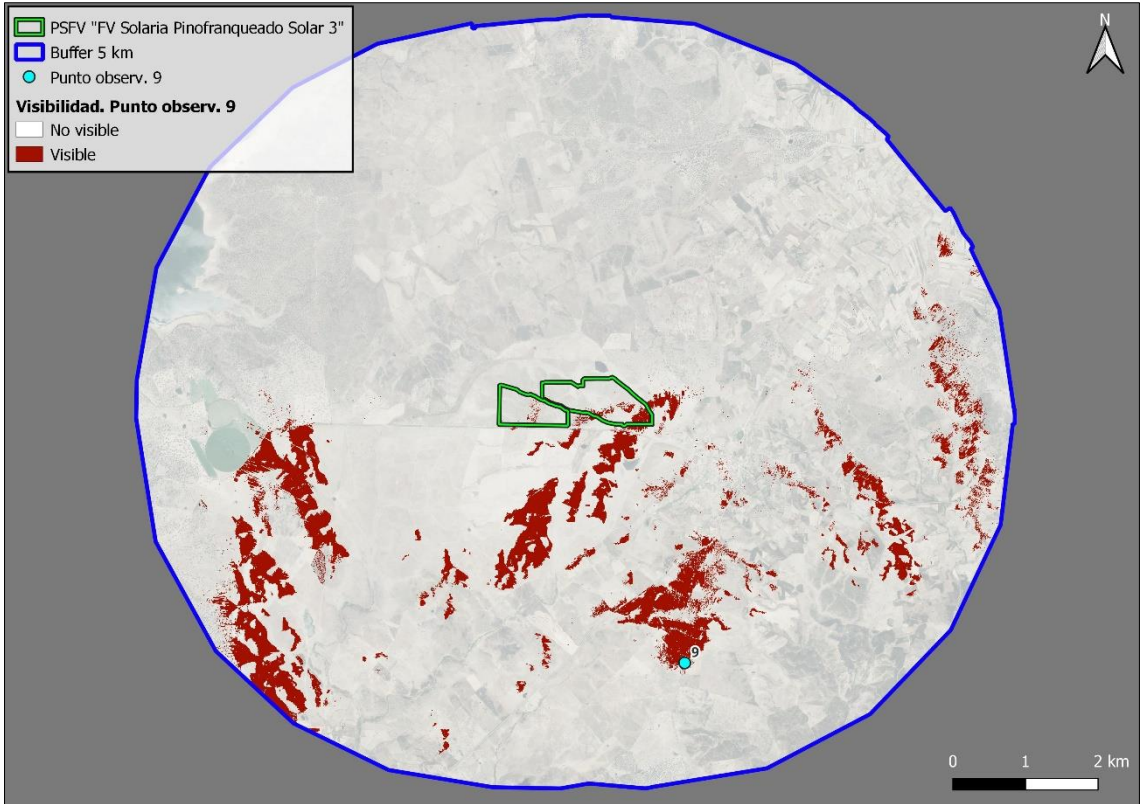 PSFV "FV Solaria Pinofranqueado Solar 3"
Buffer 5 km
Punto observ. 9
Visibilidad. Punto observ. 9
No visible
Visible
N
9
0 1 2 km